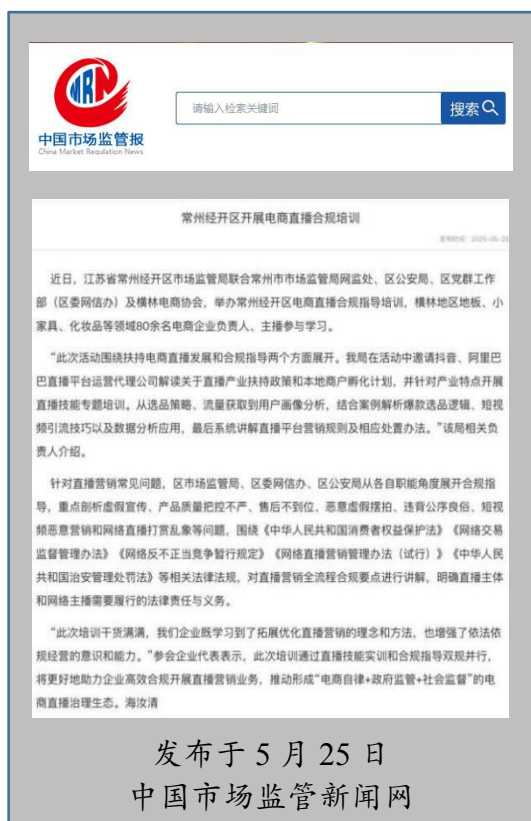 MRN
中国市场监管报
China Market Regulation News
请输入检索关键词
搜索
常州经开区开展电商直播合规培训
发布时间：2025-05-25
近日，江苏省常州经开区市场监管局联合常州市市场监管局网监处、区公安局、区党群工作
部（区委网信办）及横林电商协会，举办常州经开区电商直播合规指导培训，横林地区地板、小
家具、化妆品等领域80余名电商企业负责人、主播参与学习。
“此次活动围绕扶持电商直播发展和合规指导两个方面展开。我局在活动中邀请抖音、阿里巴
巴直播平台运营代理公司解读关于直播产业扶持政策和本地商户孵化计划，并针对产业特点开展
直播技能专题培训。从选品策略、流量获取到用户画像分析，结合案例解析爆款选品逻辑、短视
频引流技巧以及数据分析应用，最后系统讲解直播平台营销规则及相应处置办法。”该局相关负
责人介绍。
针对直播营销常见问题，区市场监管局、区委网信办、区公安局从各自职能角度展开合规指
导，重点剖析虚假宣传、产品质量把控不严、售后不到位、恶意虚假摆拍、违背公序良俗、短视
频恶意营销和网络直播打赏乱象等问题，围绕《中华人民共和国消费者权益保护法》《网络交易
监督管理办法》《网络反不正当竞争暂行规定》《网络直播营销管理办法（试行）》《中华人民
共和国治安管理处罚法》等相关法律法规，对直播营销全流程合规要点进行讲解，明确直播主体
和网络主播需要履行的法律责任与义务。
“此次培训干货满满，我们企业既学习到了拓展优化直播营销的理念和方法，也增强了依法依
规经营的意识和能力。”参会企业代表表示，此次培训通过直播技能实训和合规指导双规并行，
将更好地助力企业高效合规开展直播营销业务，推动形成“电商自律+政府监管+社会监督”的电
商直播治理生态。海汝清
发布于 5 月 25 日
中国市场监管新闻网